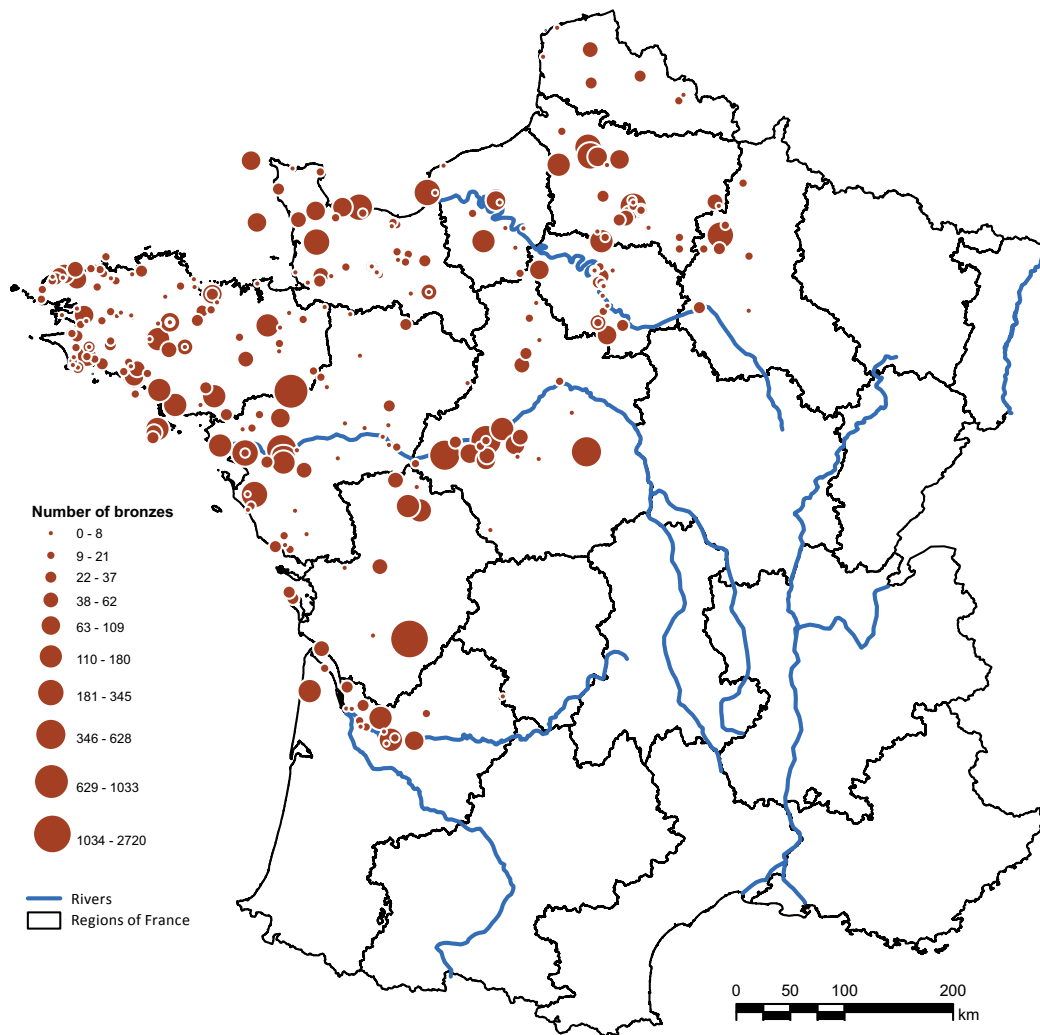 Number of bronzes
0 - 8
9 - 21
22 - 37
38 - 62
63 - 109
110 - 180
181 - 345
346 - 628
629 - 1033
1034 - 2720
Rivers
Regions of France
0 50 100 200
km